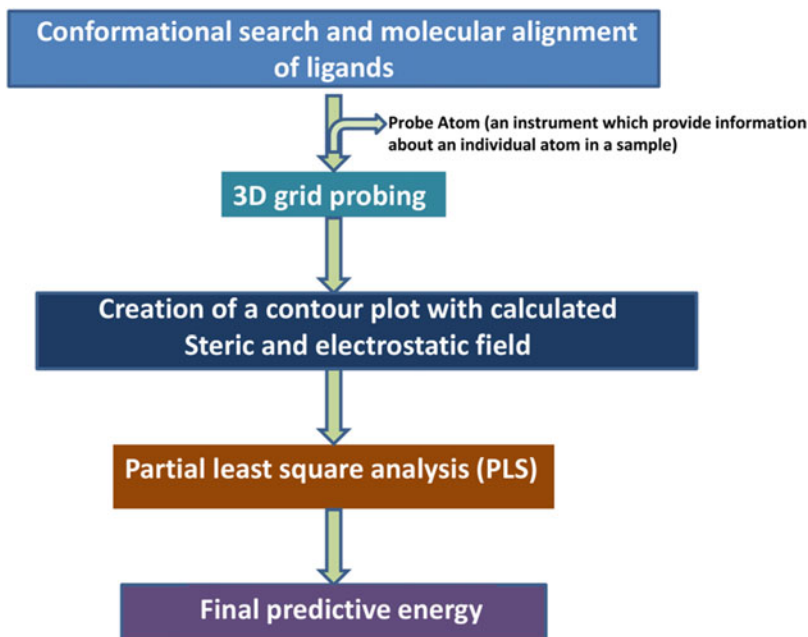 Conformational search and molecular alignment
of ligands
Probe Atom (an instrument which provide information
about an individual atom in a sample)
3D grid probing
Creation of a contour plot with calculated
Steric and electrostatic field
Partial least square analysis (PLS)
Final predictive energy